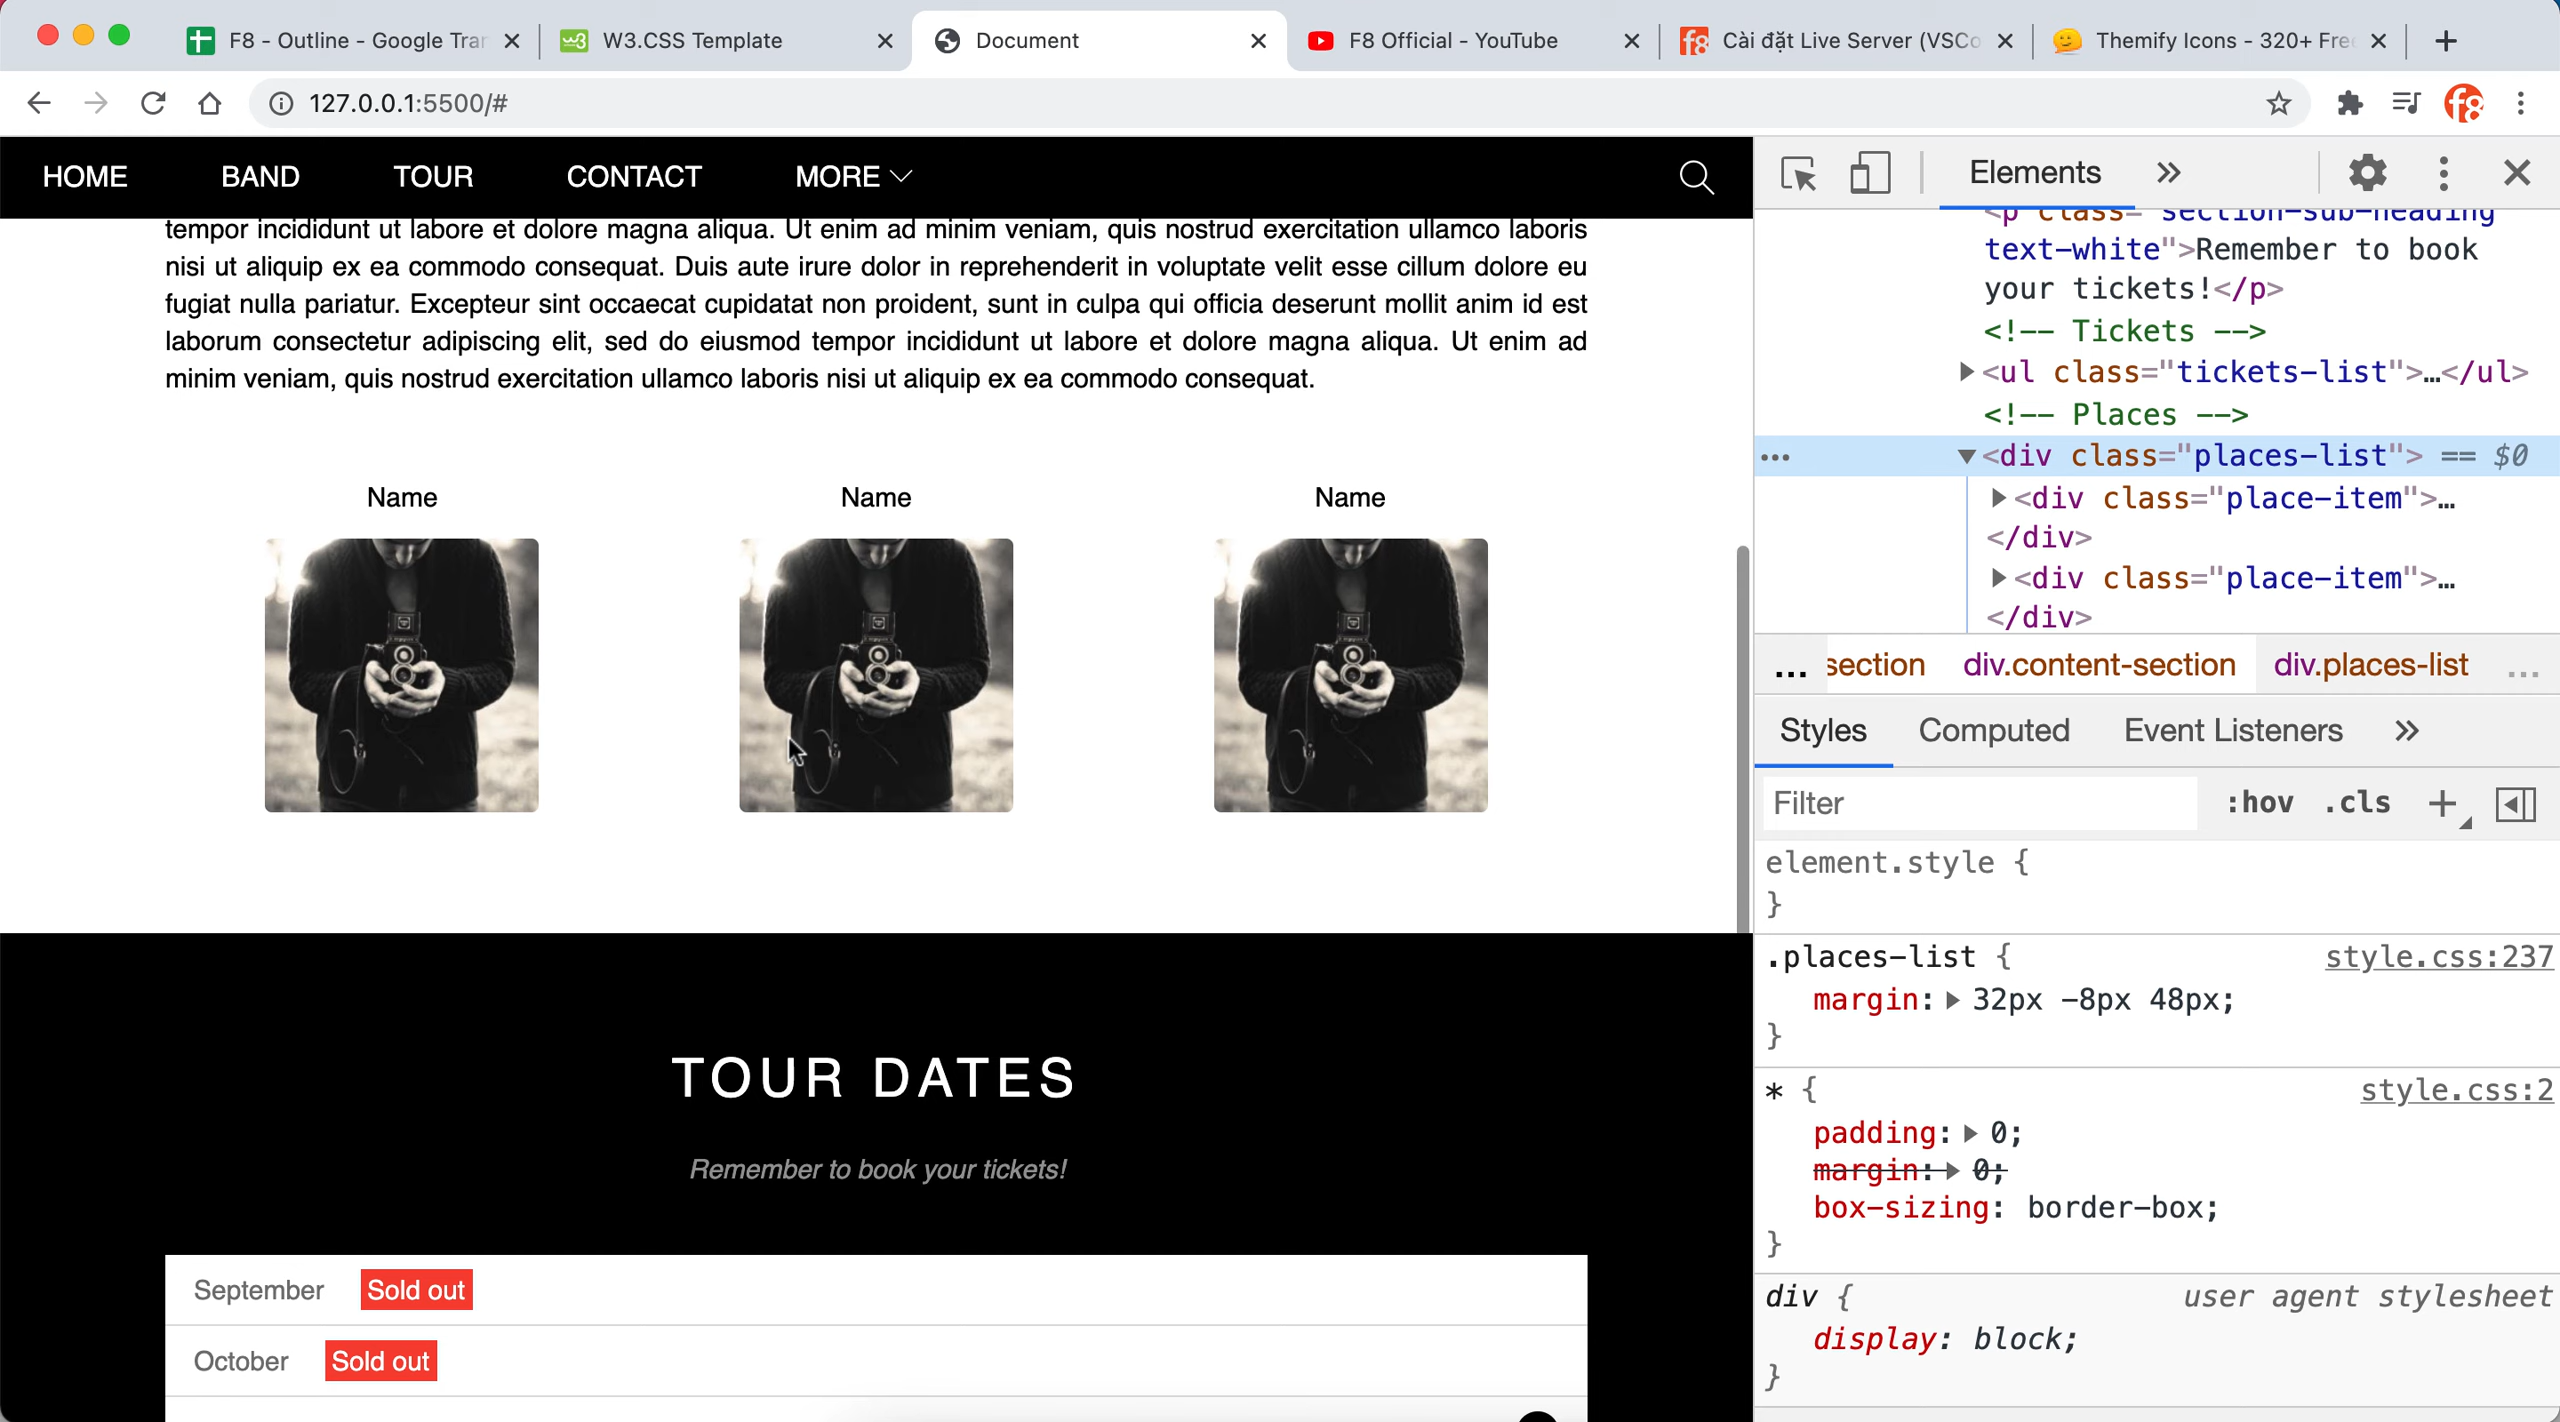 F8 - Outline - Google Tran
W3.CSS Template
Document
F8 Official - YouTube
Cài đặt Live Server (VSCo
Themify Icons - 320+ Free
127.0.0.1:5500/#
HOME
BAND
TOUR
CONTACT
MORE
tempor incididunt ut labore et dolore magna aliqua. Ut enim ad minim veniam, quis nostrud exercitation ullamco laboris
nisi ut aliquip ex ea commodo consequat. Duis aute irure dolor in reprehenderit in voluptate velit esse cillum dolore eu
fugiat nulla pariatur. Excepteur sint occaecat cupidatat non proident, sunt in culpa qui officia deserunt mollit anim id est
laborum consectetur adipiscing elit, sed do eiusmod tempor incididunt ut labore et dolore magna aliqua. Ut enim ad
minim veniam, quis nostrud exercitation ullamco laboris nisi ut aliquip ex ea commodo consequat.
Name
Name
Name
TOUR DATES
Remember to book your tickets!
September Sold out
October Sold out
Elements
<p class="section-sub-heading
text-white">Remember to book
your tickets!</p>
<!-- Tickets -->
<ul class="tickets-list">…</ul>
<!-- Places -->
<div class="places-list"> == $0
<div class="place-item">…
</div>
<div class="place-item">…
</div>
... section div.content-section div.places-list ...
Styles
Computed
Event Listeners
Filter
:hov
.cls
element.style {
}
.places-list { style.css:237
margin: 32px -8px 48px;
}
* { style.css:2
padding: 0;
margin: 0;
box-sizing: border-box;
}
div { user agent stylesheet
display: block;
}